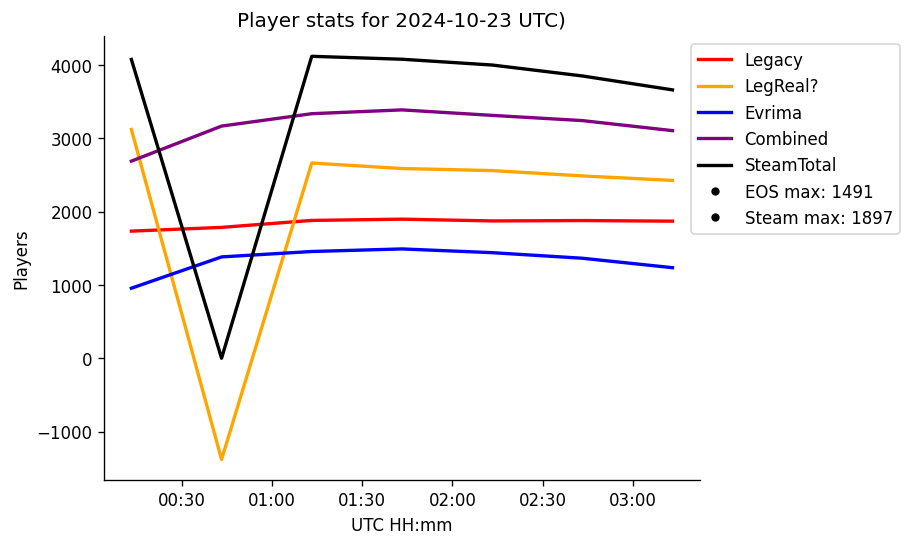 Player stats for 2024-10-23 UTC)
4000
3000
2000
1000
0
−1000
Players
00:30 01:00 01:30 02:00 02:30 03:00
UTC HH:mm
Legacy
LegReal?
Evrima
Combined
SteamTotal
EOS max: 1491
Steam max: 1897